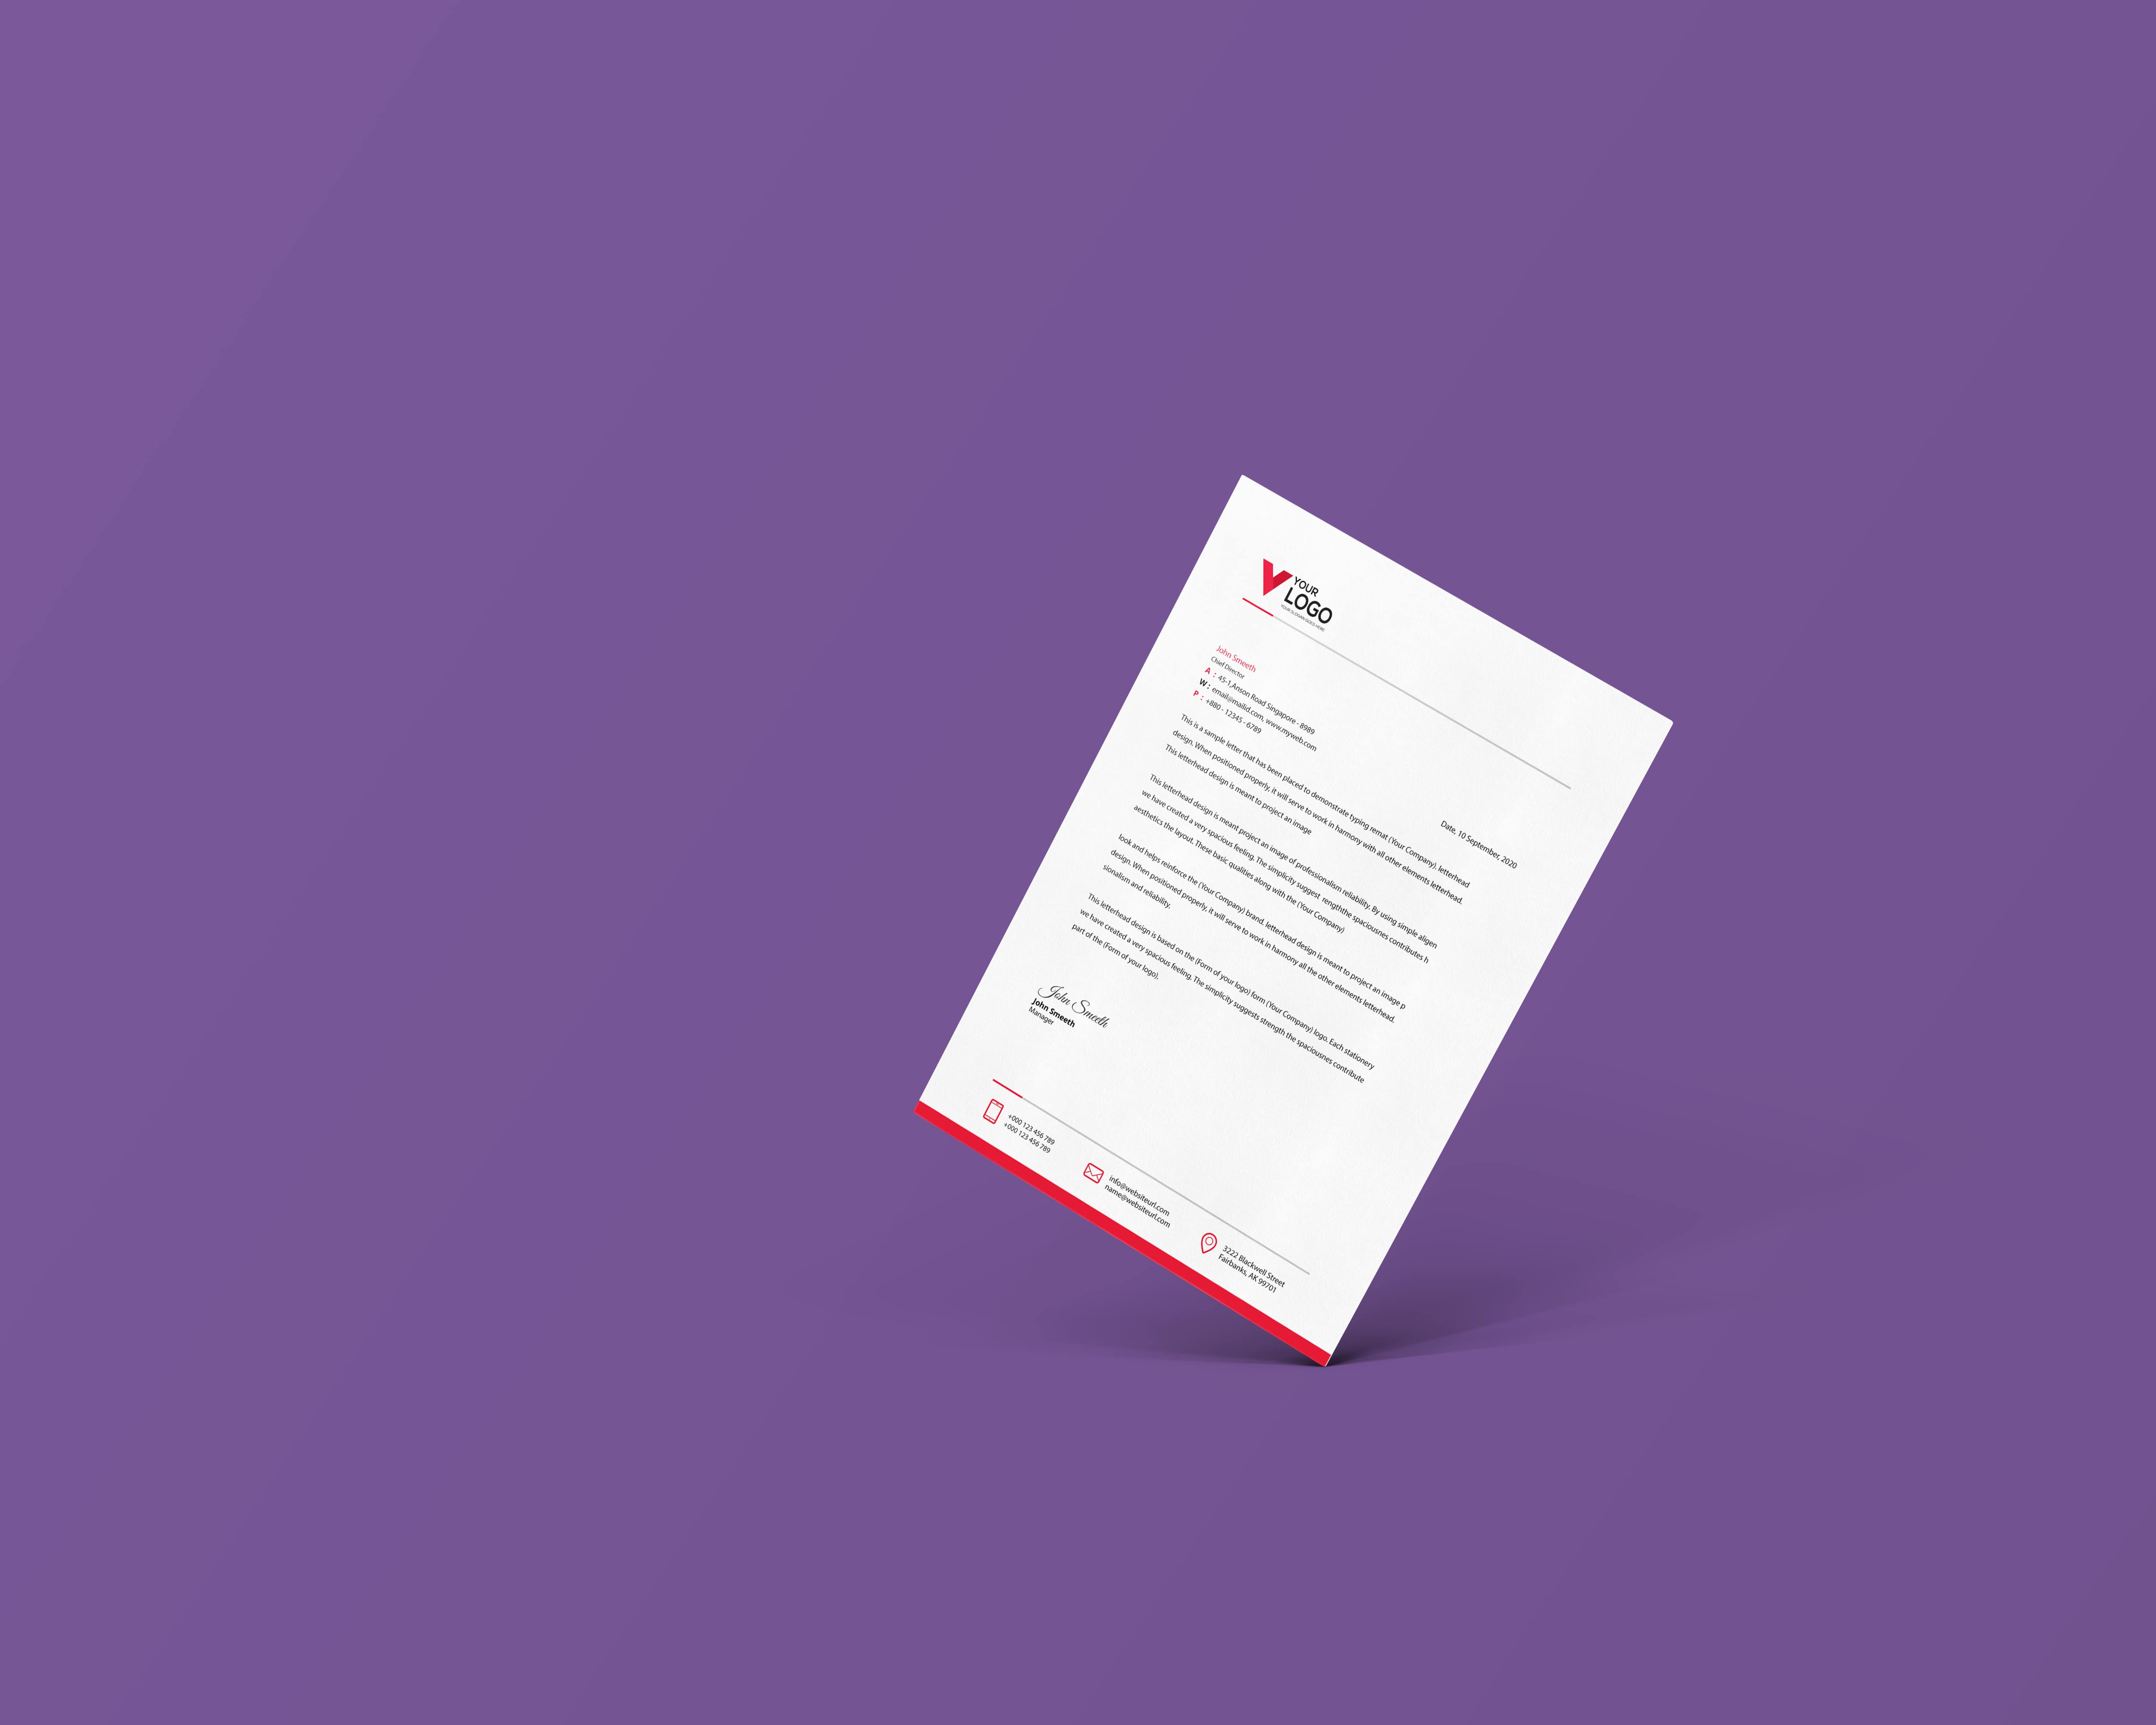 YOUR
LOGO
YOUR SLOGAN GOES HERE
John Smeeth
Chief Director
A : 45-1,Anson Road Singapore - 8989
W : email@mailid.com, www.myweb.com
P : +880 - 12345 - 6789
Date, 10 September, 2020
This is a sample letter that has been placed to demonstrate typing remat (Your Company). letterhead
design. When positioned properly, it will serve to work in harmony with all other elements letterhead.
This letterhead design is meant to project an image
This letterhead design is meant project an image of professionalism reliability. By using simple aligen
we have created a very spacious feeling. The simplicity suggest rengththe spaciousnes contributes h
aesthetics the layout. These basic qualities along with the (Your Company)
look and helps reinforce the (Your Company) brand. letterhead design is meant to project an image p
design. When positioned properly, it will serve to work in harmony all the other elements letterhead.
sionalism and reliability.
This letterhead design is based on the (Form of your logo) form (Your Company) logo. Each stationery
we have created a very spacious feeling. The simplicity suggests strength the spaciousnes contribute
part of the (Form of your logo).
John Smeeth
John Smeeth
Manager
+000 123 456 789
+000 123 456 789
info@websiteurl.com
name@websiteurl.com
3222 Blackwell Street
Fairbanks, AK 99701